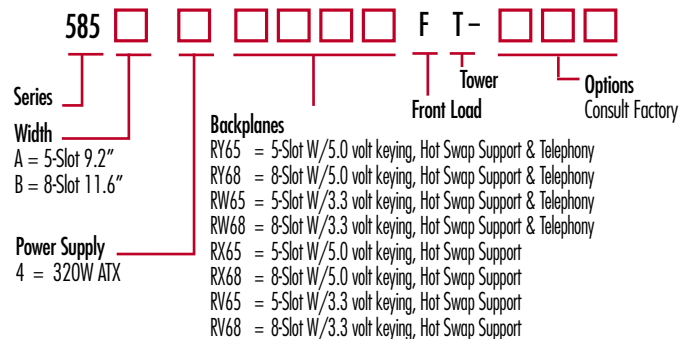 585 F T–
Tower
Options
Series
Front Load
Consult Factory
Width
A = 5-Slot 9.2”
B = 8-Slot 11.6”
Power Supply
4 = 320W ATX
Backplanes
RY65 = 5-Slot W/5.0 volt keying, Hot Swap Support & Telephony
RY68 = 8-Slot W/5.0 volt keying, Hot Swap Support & Telephony
RW65 = 5-Slot W/3.3 volt keying, Hot Swap Support & Telephony
RW68 = 8-Slot W/3.3 volt keying, Hot Swap Support & Telephony
RX65 = 5-Slot W/5.0 volt keying, Hot Swap Support
RX68 = 8-Slot W/5.0 volt keying, Hot Swap Support
RV65 = 5-Slot W/3.3 volt keying, Hot Swap Support
RV68 = 8-Slot W/3.3 volt keying, Hot Swap Support